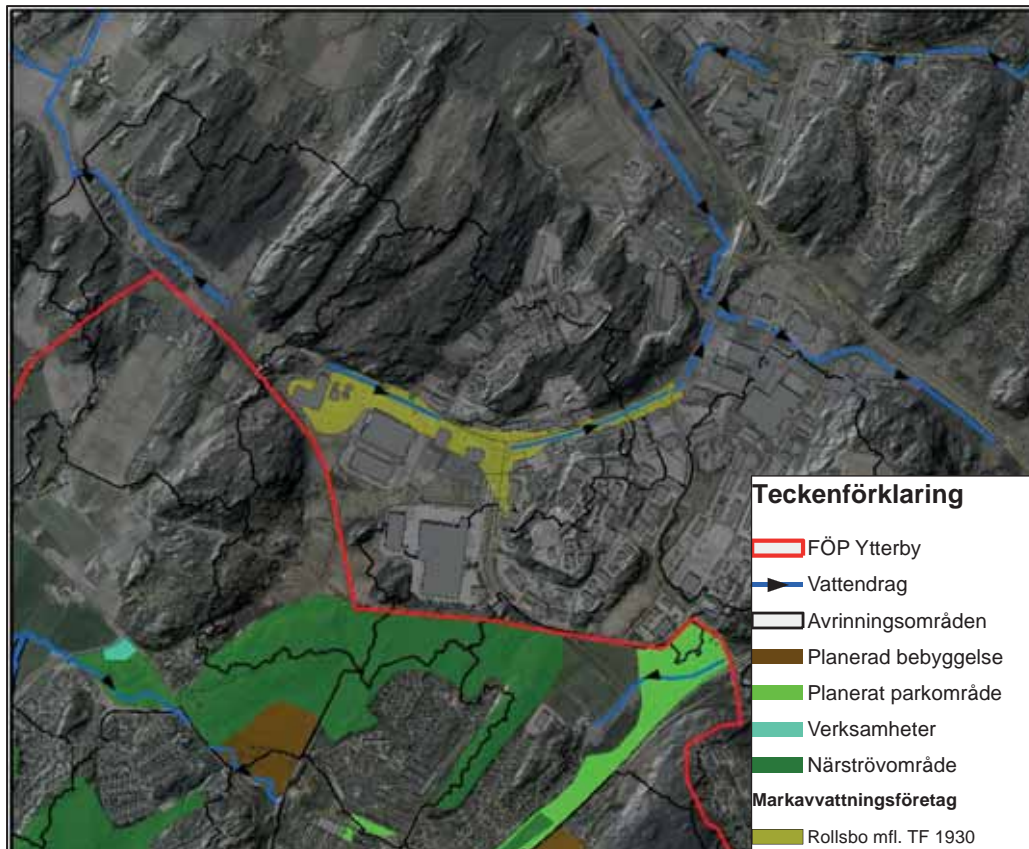 Teckenförklaring
FÖP Ytterby
Vattendrag
Avrinningsområden
Planerad bebyggelse
Planerat parkområde
Verksamheter
Närströvområde
Markavvattningsföretag
Rollsbo mfl. TF 1930